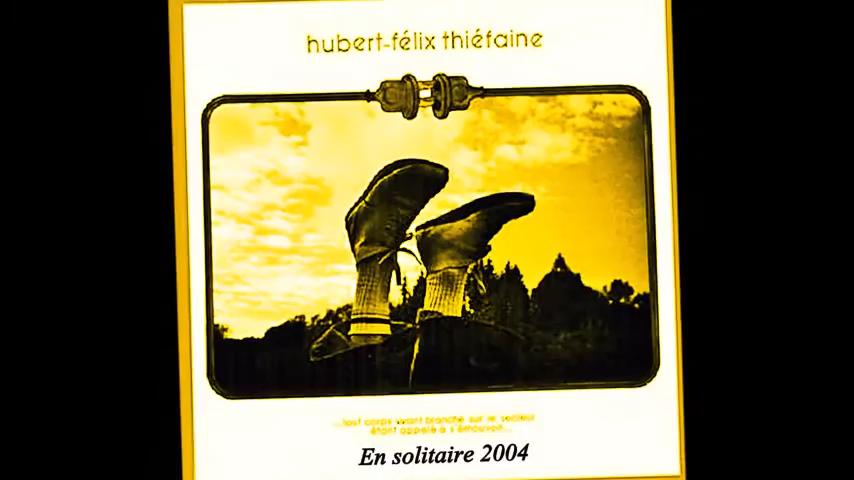 hubert-félix thiéfaine
...tout corps vivant branché sur le secteur
étant appelé à s'émouvoir...
En solitaire 2004